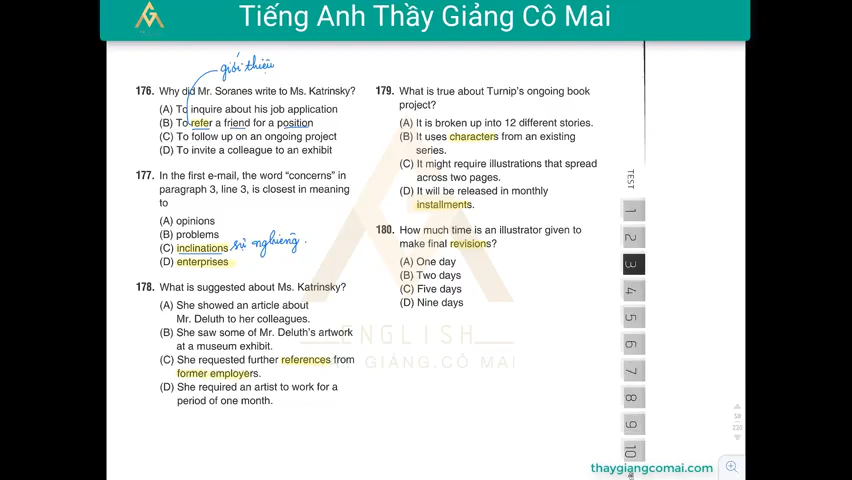 Tiếng Anh Thầy Giảng Cô Mai
giới thiệu
176. Why did Mr. Soranes write to Ms. Katrinsky?
(A) To inquire about his job application
(B) To refer a friend for a position
(C) To follow up on an ongoing project
(D) To invite a colleague to an exhibit
177. In the first e-mail, the word “concerns” in
paragraph 3, line 3, is closest in meaning
to
(A) opinions
(B) problems
(C) inclinations sự nghiêng.
(D) enterprises
178. What is suggested about Ms. Katrinsky?
(A) She showed an article about
Mr. Deluth to her colleagues.
(B) She saw some of Mr. Deluth’s artwork
at a museum exhibit.
(C) She requested further references from
former employers.
(D) She required an artist to work for a
period of one month.
179. What is true about Turnip’s ongoing book
project?
(A) It is broken up into 12 different stories.
(B) It uses characters from an existing
series.
(C) It might require illustrations that spread
across two pages.
(D) It will be released in monthly
installments.
180. How much time is an illustrator given to
make final revisions?
(A) One day
(B) Two days
(C) Five days
(D) Nine days
ENGLISH
GIẢNG.CÔ MAI
TEST
1
2
3
4
5
6
7
8
9
10
220
thaygiangcomai.com